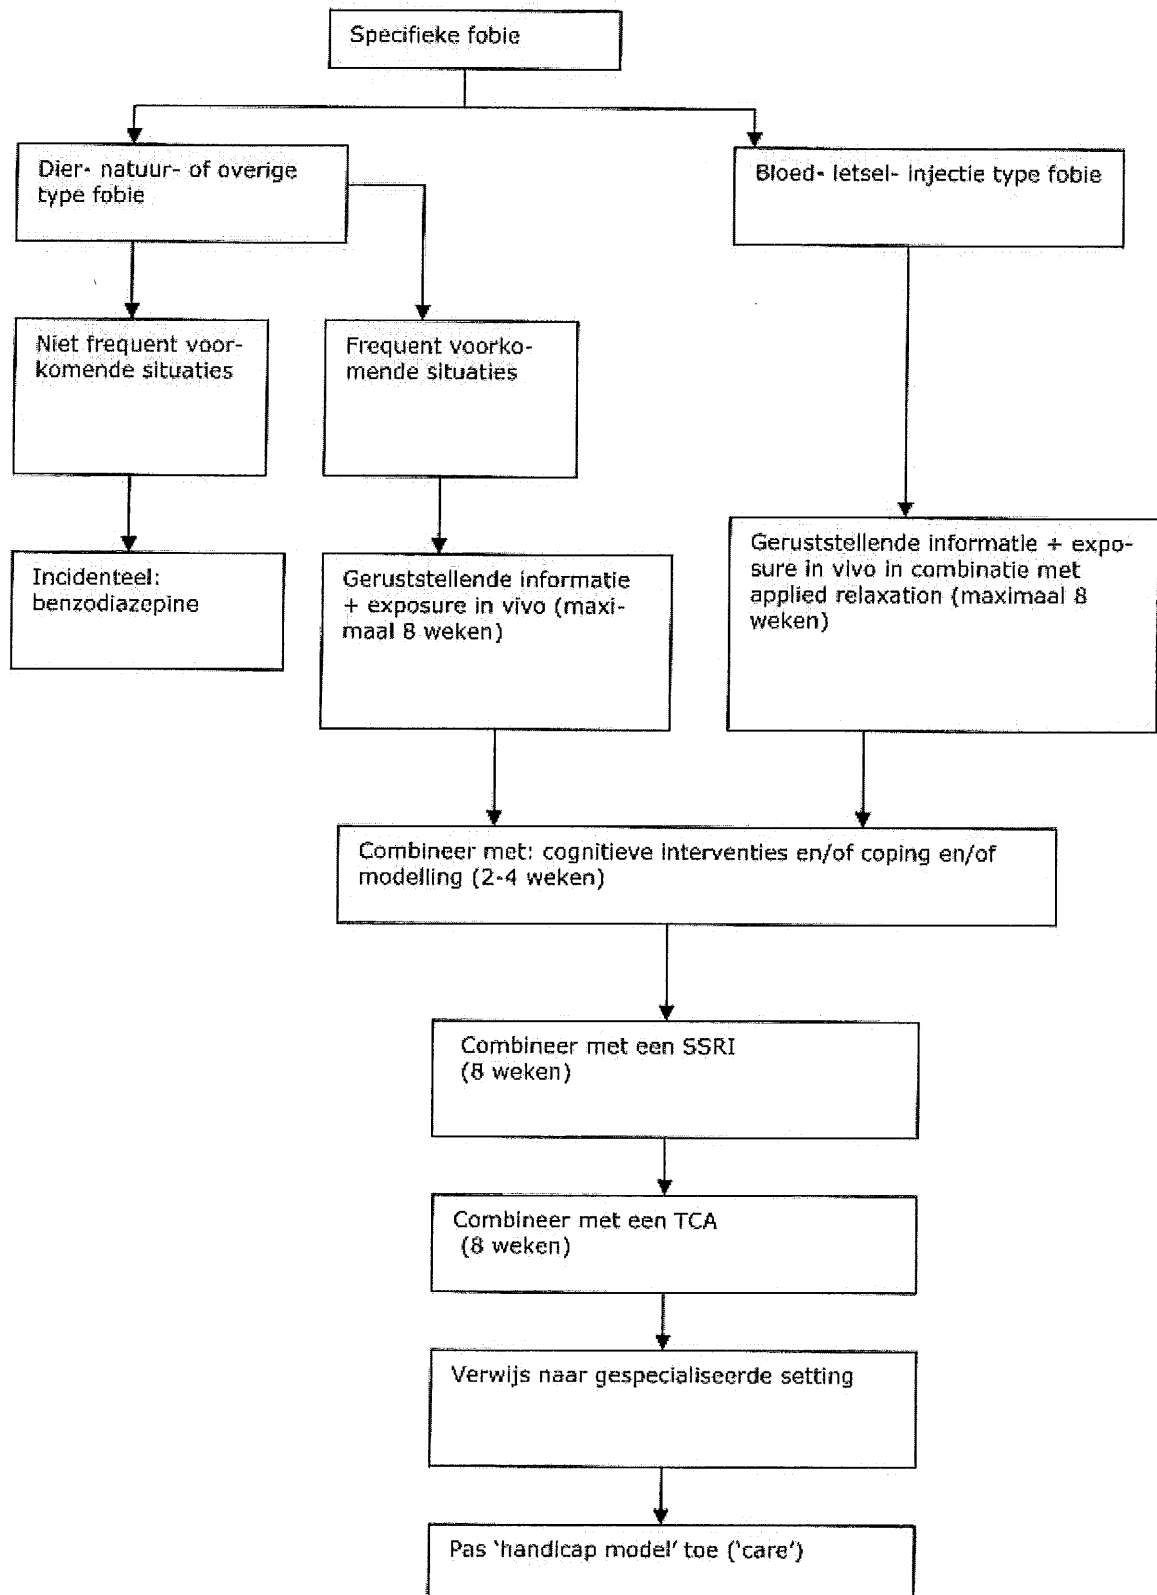 Specifieke fobie
Dier- natuur- of overige
type fobie
Bloed- letsel- injectie type fobie
Niet frequent voor-
komende situaties
Frequent voorko-
mende situaties
Incidenteel:
benzodiazepine
Geruststellende informatie
+ exposure in vivo (maxi-
maal 8 weken)
Geruststellende informatie + expo-
sure in vivo in combinatie met
applied relaxation (maximaal 8
weken)
Combineer met: cognitieve interventies en/of coping en/of
modelling (2-4 weken)
Combineer met een SSRI
(8 weken)
Combineer met een TCA
(8 weken)
Verwijs naar gespecialiseerde setting
Pas ‘handicap model’ toe (‘care’)